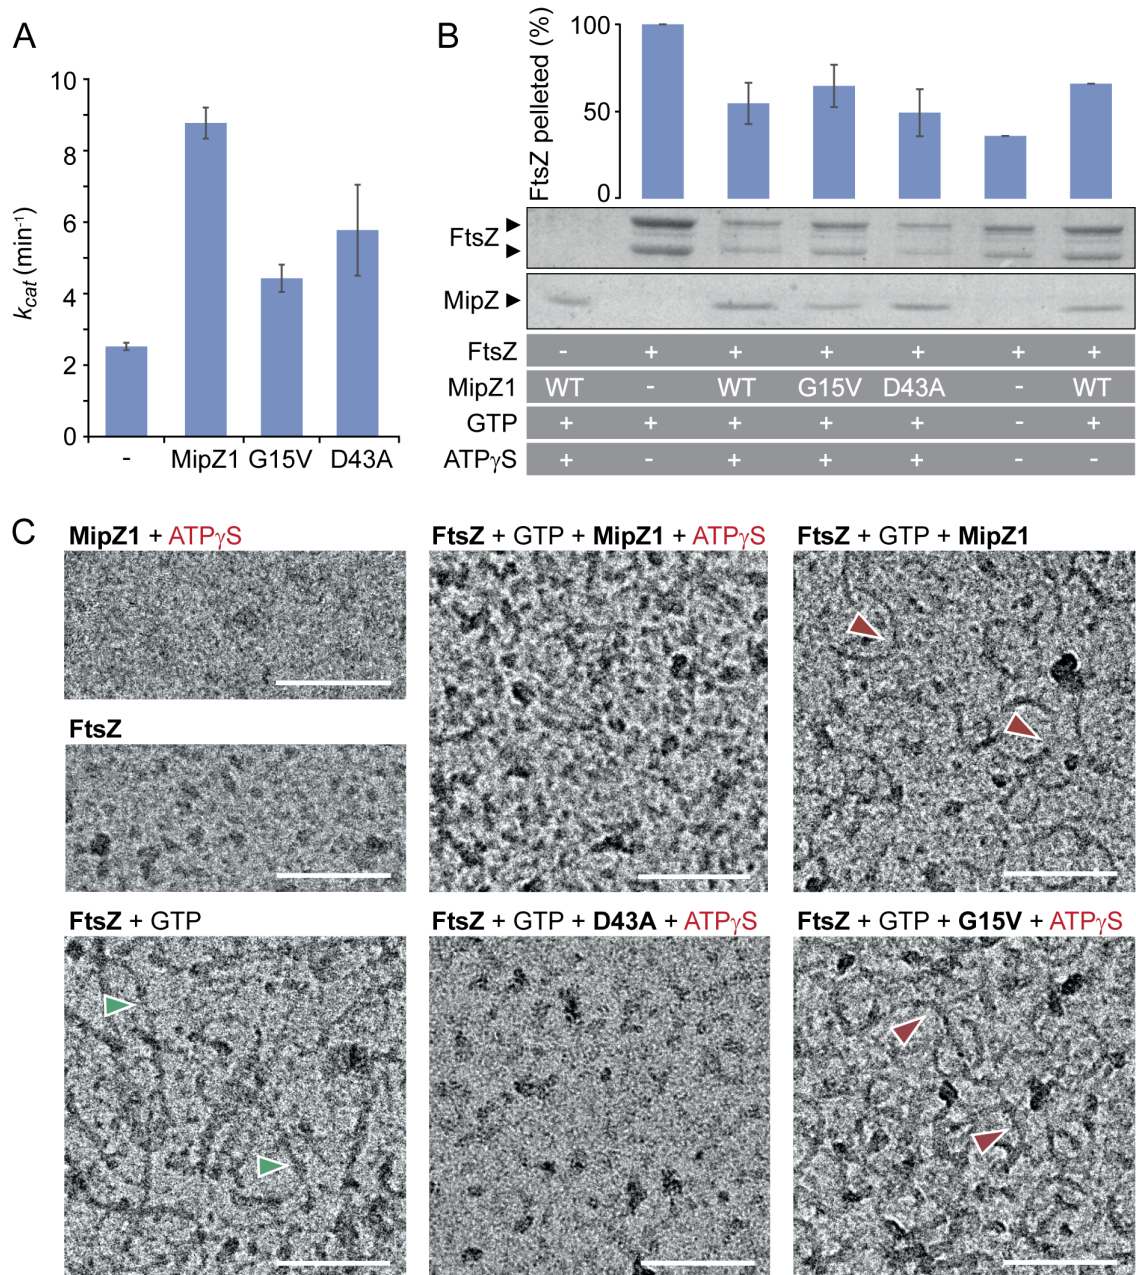 A
k_cat (min⁻¹)
10
8
6
4
2
0
- MipZ1 G15V D43A
B
FtsZ pelleted (%)
100
50
0
FtsZ
MipZ
FtsZ - + + + + + +
MipZ1 WT - WT G15V D43A - WT
GTP + + + + + + +
ATPγS + - + + + - -
C
MipZ1 + ATPγS
FtsZ + GTP + MipZ1 + ATPγS
FtsZ + GTP + MipZ1
FtsZ
FtsZ + GTP
FtsZ + GTP + D43A + ATPγS
FtsZ + GTP + G15V + ATPγS